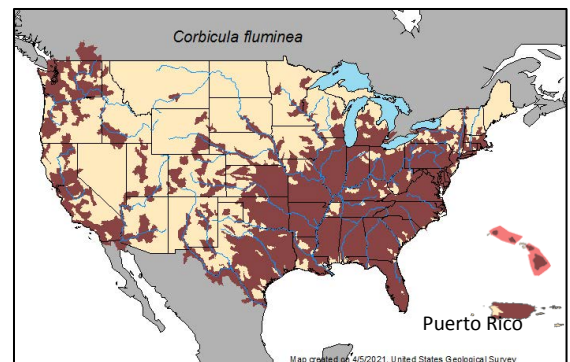 Corbicula fluminea
Puerto Rico
Map created on 4/5/2021. United States Geological Survey